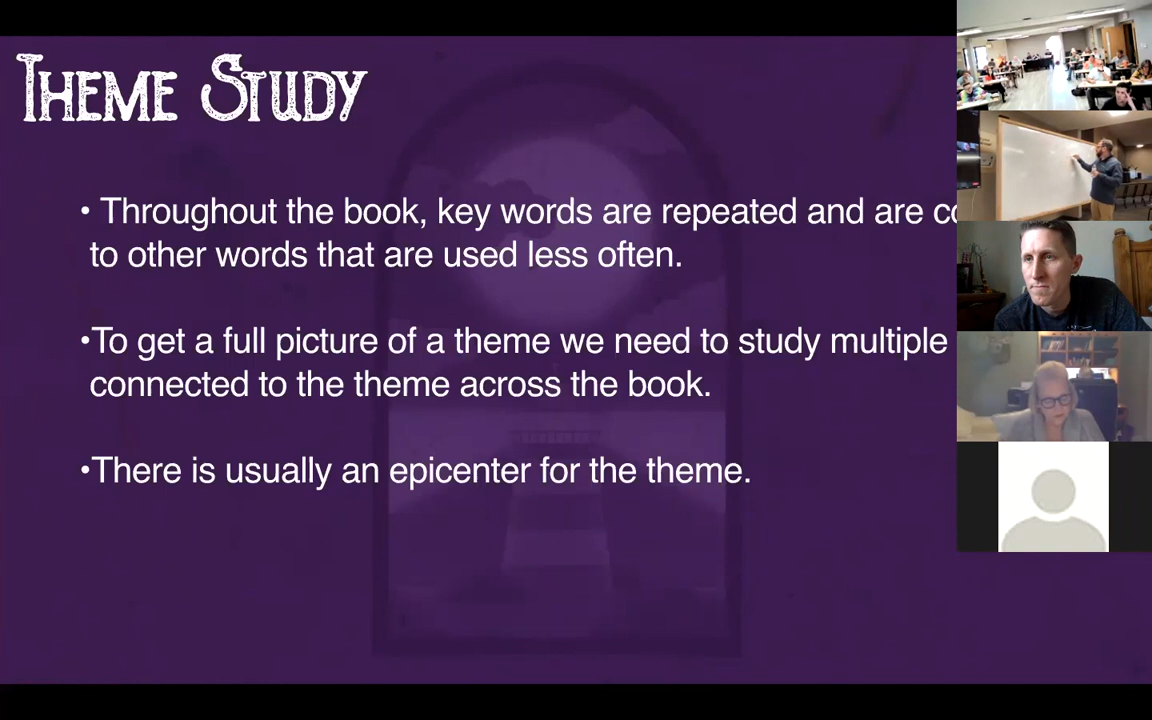 Theme Study
• Throughout the book, key words are repeated and are
to other words that are used less often.
•To get a full picture of a theme we need to study multiple
connected to the theme across the book.
•There is usually an epicenter for the theme.